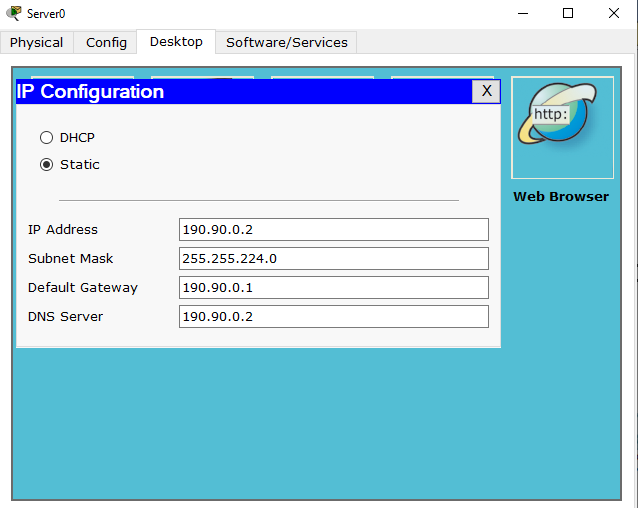 Server0
Physical Config Desktop Software/Services
IP Configuration X
http:
DHCP
Static
Web Browser
IP Address 190.90.0.2
Subnet Mask 255.255.224.0
Default Gateway 190.90.0.1
DNS Server 190.90.0.2